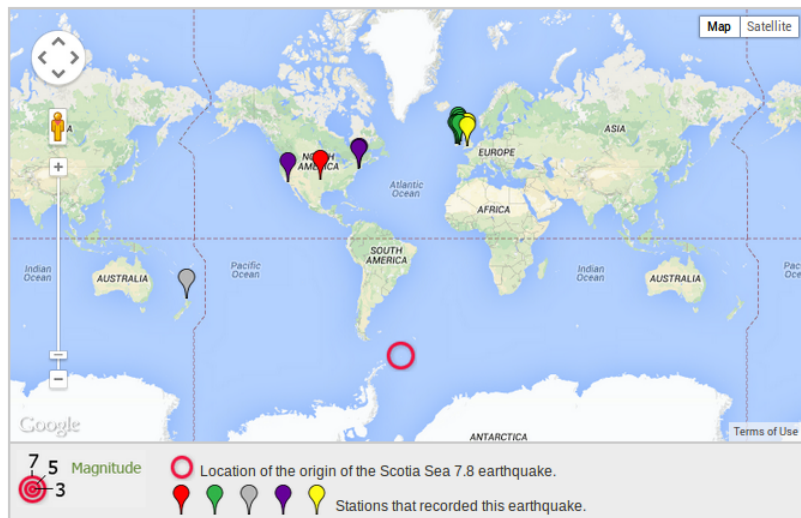 Map Satellite
A
ASIA
NORTH AMERICA
EUROPE
Atlantic
Ocean
AFRICA
SOUTH
AMERICA
Indian
Ocean
AUSTRALIA
Pacific
Ocean
Indian
Ocean
AUSTRALIA
Pac
Oc
Google
ANTARCTICA
Terms of Use
7 5 Magnitude
3
Location of the origin of the Scotia Sea 7.8 earthquake.
Stations that recorded this earthquake.